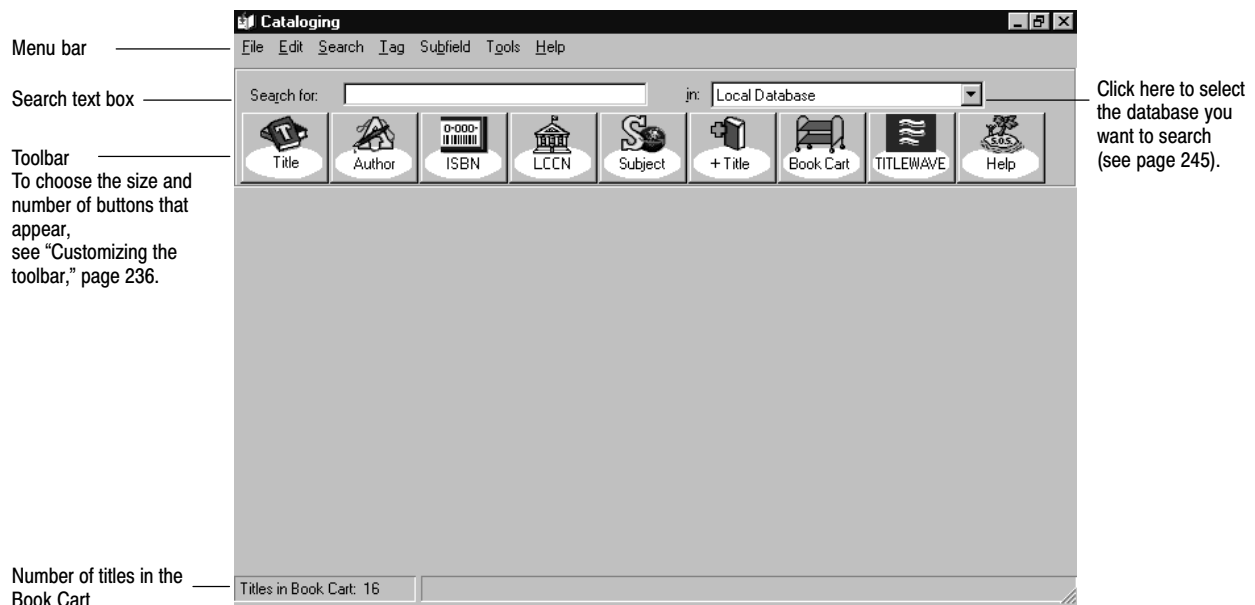 Cataloging
Menu bar
File Edit Search Tag Subfield Tools Help
Search text box
Search for:
in: Local Database
Click here to select
the database you
want to search
(see page 245).
Toolbar
To choose the size and
number of buttons that
appear,
see “Customizing the
toolbar,” page 236.
T
Title
A
Author
0-000-
ISBN
LCCN
S
Subject
+ Title
Book Cart
TITLEWAVE
S.O.S.
Help
Number of titles in the
Book Cart
Titles in Book Cart: 16